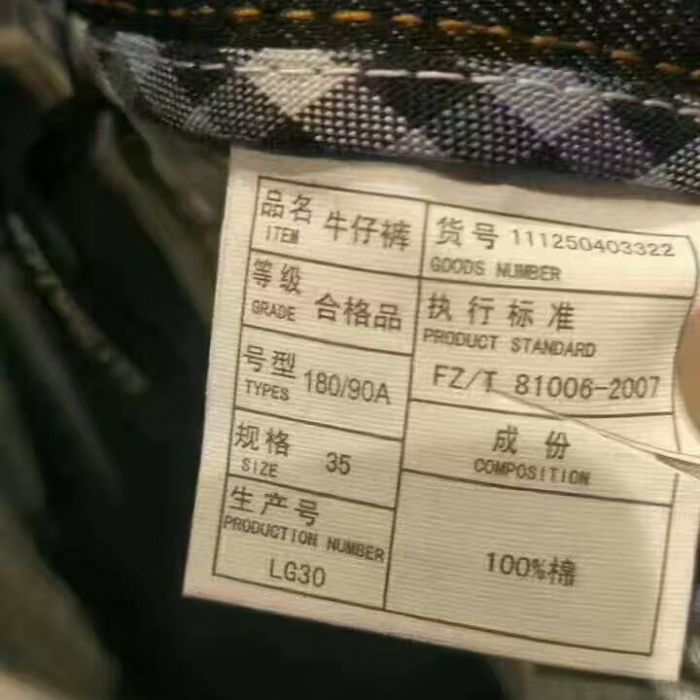 品名 牛仔裤
ITEM
等级 合格品
GRADE
号型 180/90A
TYPES
规格 35
SIZE
生产号
PRODUCTION NUMBER
LG30
货号 111250403322
GOODS NUMBER
执行标准
PRODUCT STANDARD
FZ/T 81006-2007
成份
COMPOSITION
100%棉